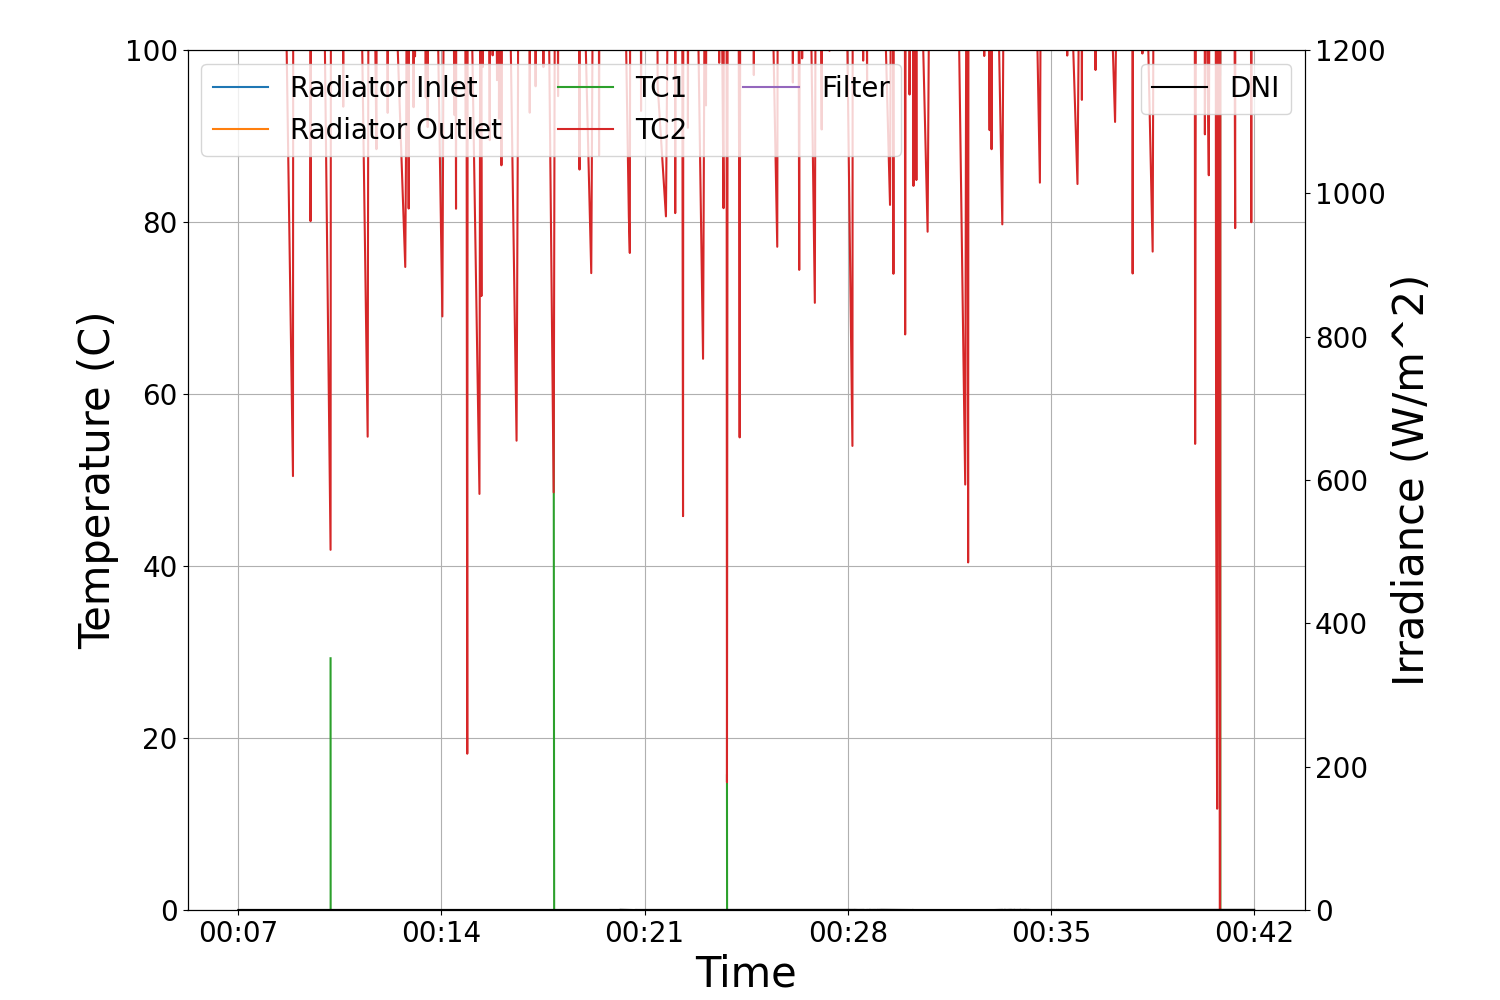 100
80
60
40
20
0
Temperature (C)
Radiator Inlet
Radiator Outlet
TC1
TC2
Filter
DNI
1200
1000
800
600
400
200
0
Irradiance (W/m^2)
00:07 00:14 00:21 00:28 00:35 00:42
Time